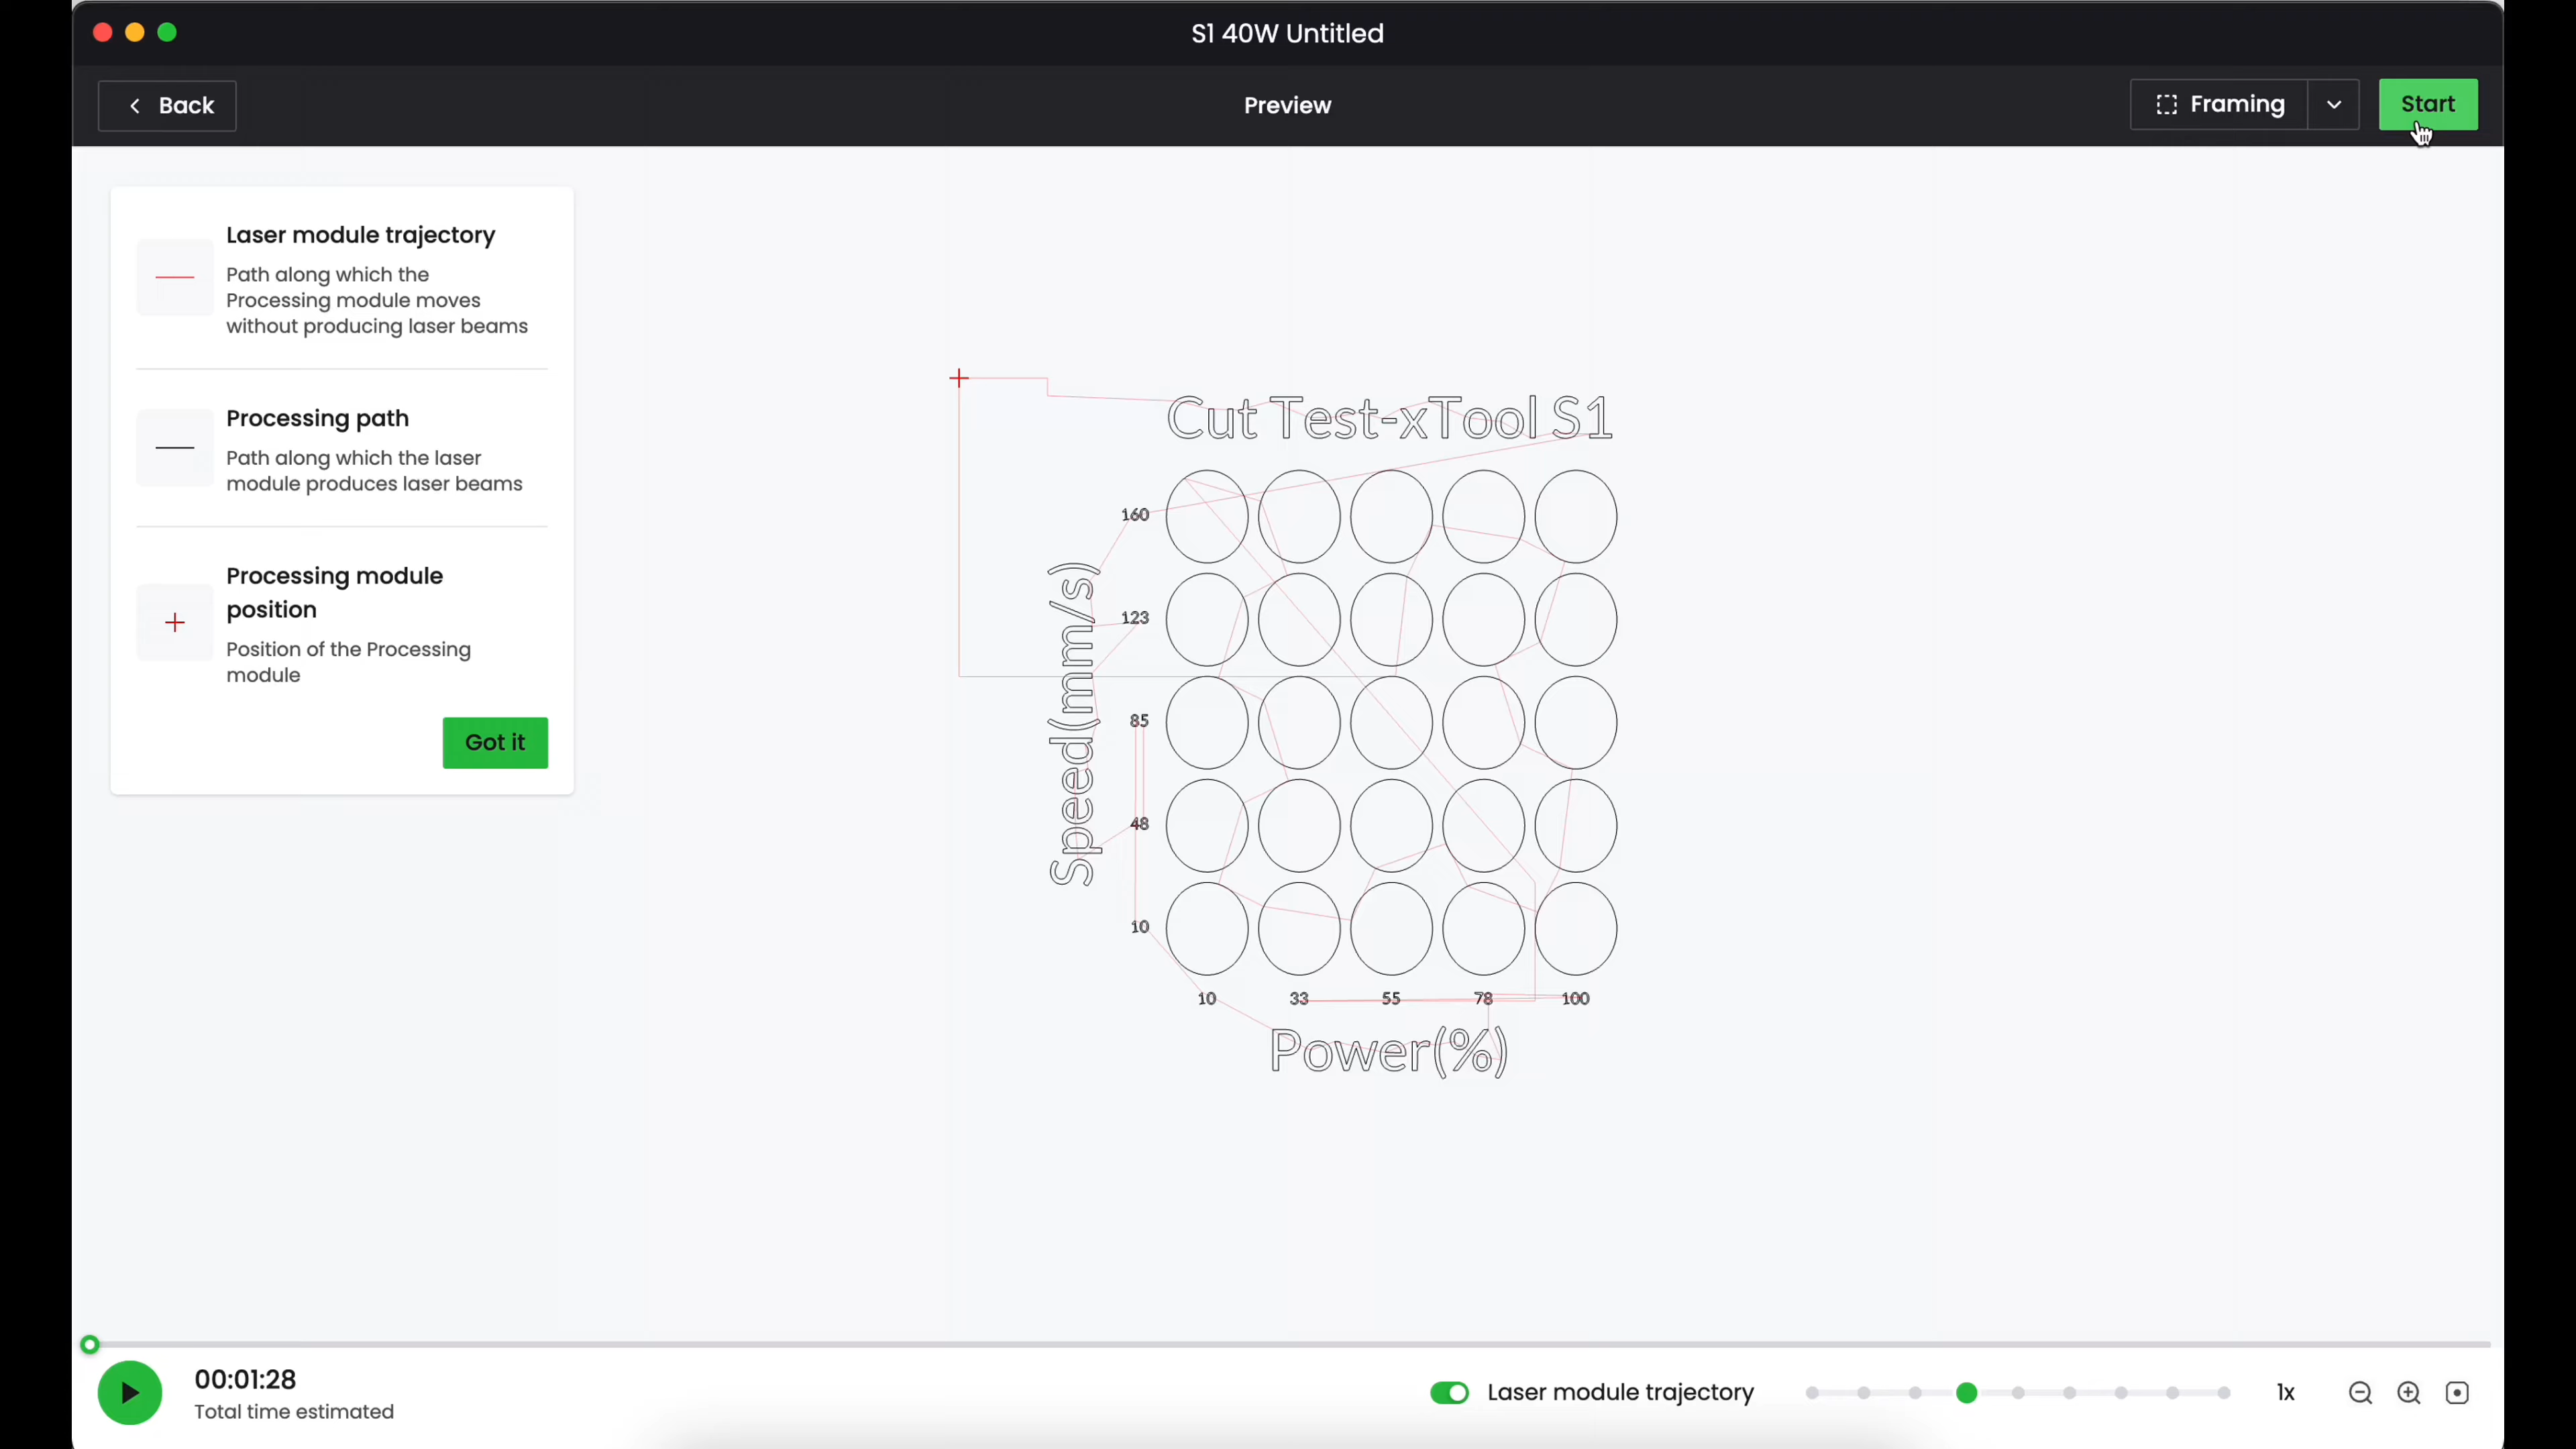 S1 40W Untitled
Back
Preview
Framing
Start
Laser module trajectory
Path along which the
Processing module moves
without producing laser beams
Processing path
Path along which the laser
module produces laser beams
Processing module
position
Position of the Processing
module
Got it
Cut Test-xTool S1
Speed(mm/s)
160
123
85
48
10
10 33 55 78 100
Power(%)
00:01:28
Total time estimated
Laser module trajectory
1x